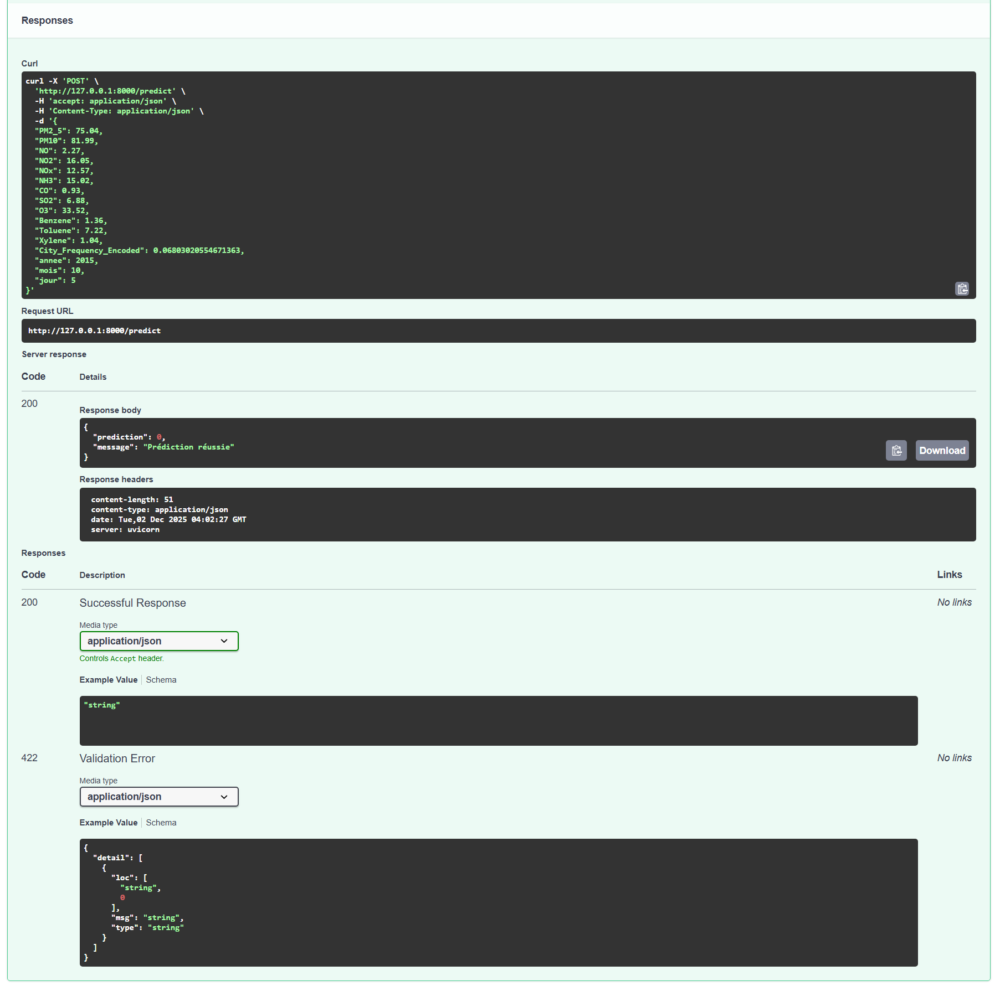 Responses
Curl
curl -X 'POST' \
  'http://127.0.0.1:8000/predict' \
  -H 'accept: application/json' \
  -H 'Content-Type: application/json' \
  -d '{
  "PM2_5": 75.04,
  "PM10": 81.99,
  "NO": 2.27,
  "NO2": 16.05,
  "NOx": 12.57,
  "NH3": 15.02,
  "CO": 0.93,
  "SO2": 6.88,
  "O3": 33.52,
  "Benzene": 1.36,
  "Toluene": 7.22,
  "Xylene": 1.04,
  "City_Frequency_Encoded": 0.06803020554671363,
  "annee": 2015,
  "mois": 10,
  "jour": 5
}'
Request URL
http://127.0.0.1:8000/predict
Server response
Code Details
200
Response body
{
  "prediction": 0,
  "message": "Prédiction réussie"
}
Download
Response headers
content-length: 51
content-type: application/json
date: Tue,02 Dec 2025 04:02:27 GMT
server: uvicorn
Responses
Code Description Links
200 Successful Response No links
Media type
application/json
Controls Accept header.
Example Value Schema
"string"
422 Validation Error No links
Media type
application/json
Example Value Schema
{
  "detail": [
    {
      "loc": [
        "string",
        0
      ],
      "msg": "string",
      "type": "string"
    }
  ]
}